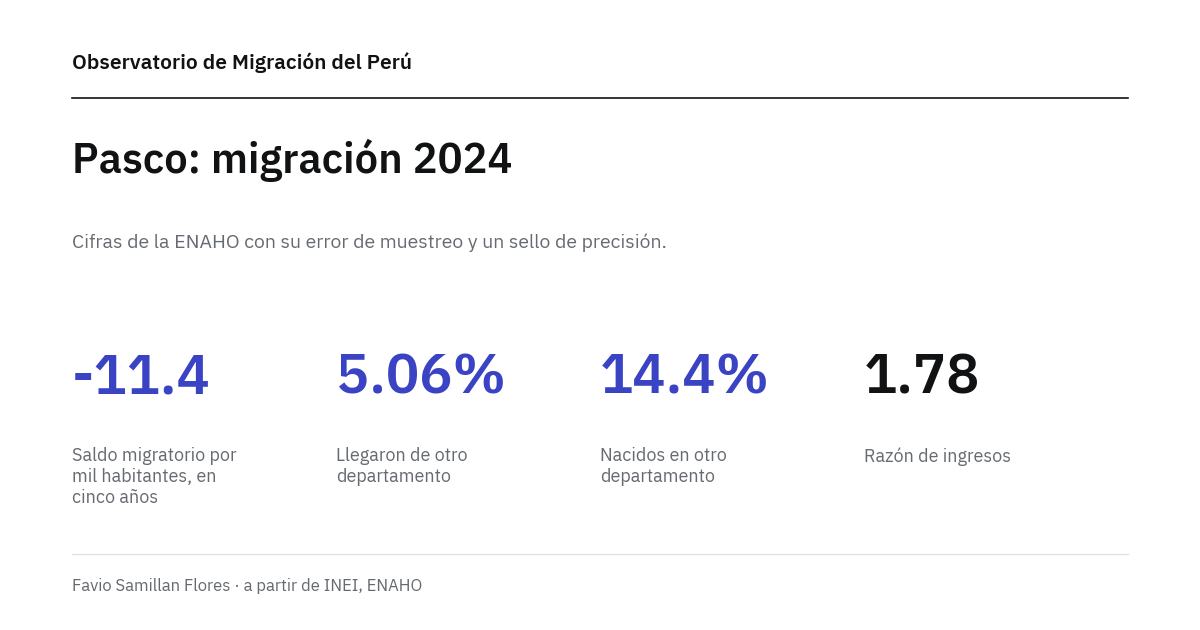 Observatorio de Migración del Perú
Pasco: migración 2024
Cifras de la ENAHO con su error de muestreo y un sello de precisión.
-11.4
Saldo migratorio por
mil habitantes, en
cinco años
5.06%
Llegaron de otro
departamento
14.4%
Nacidos en otro
departamento
1.78
Razón de ingresos
Favio Samillan Flores · a partir de INEI, ENAHO